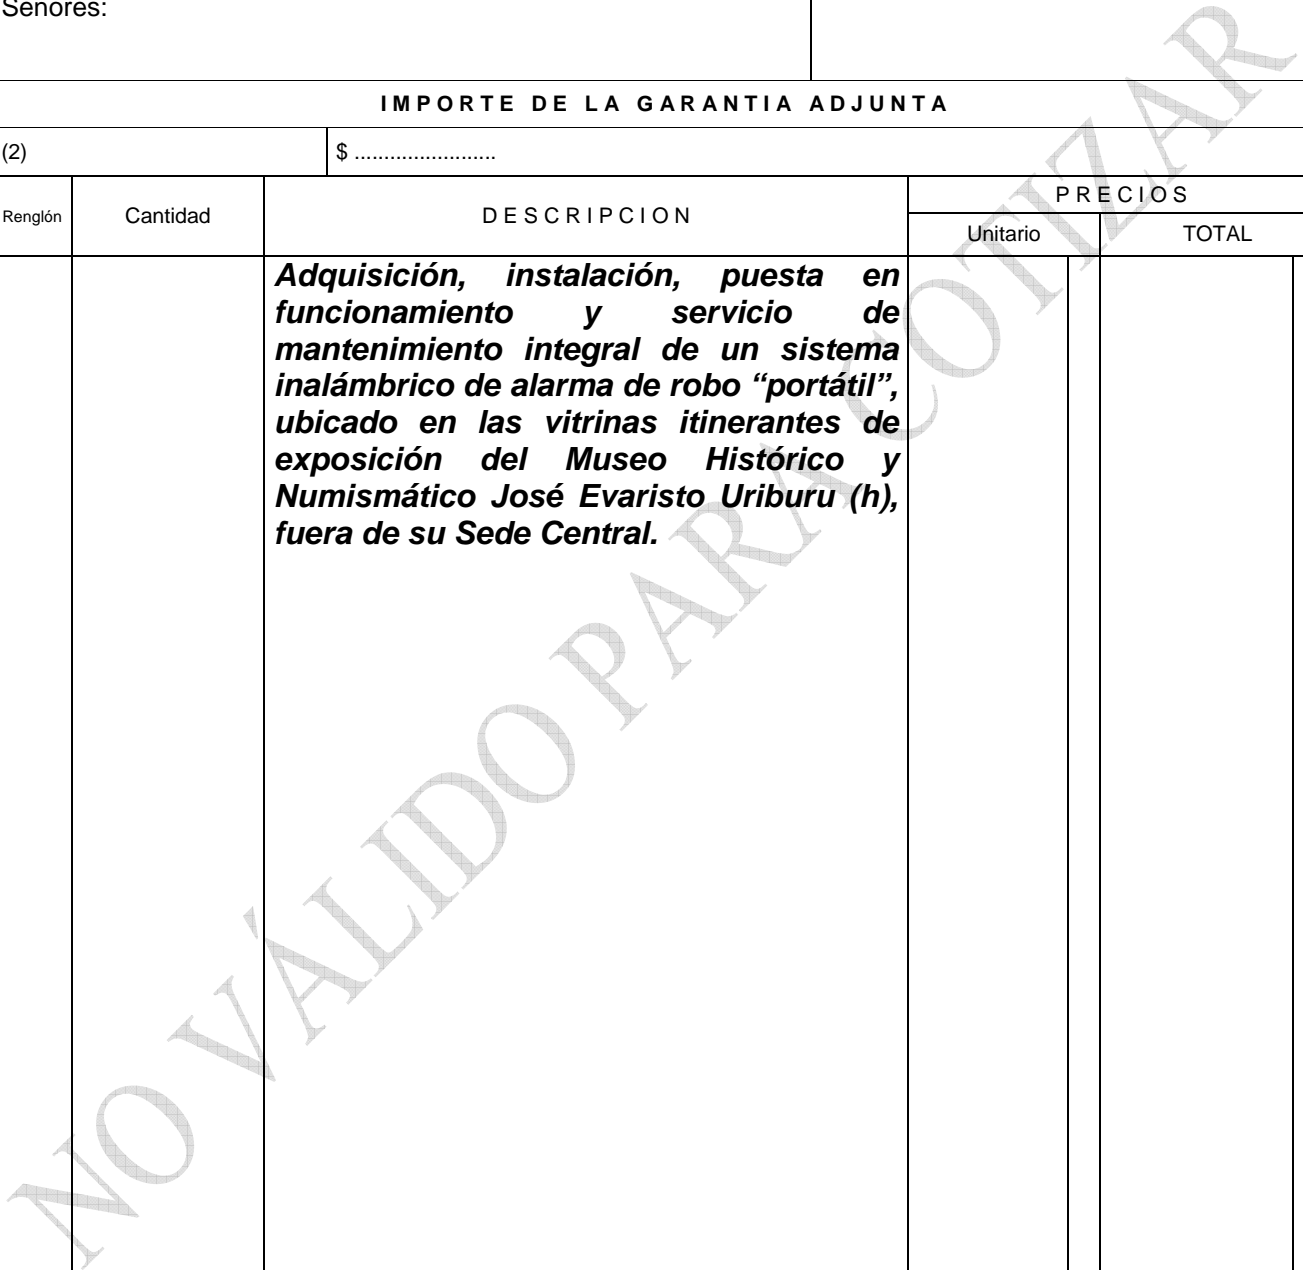 Señores:
IMPORTE DE LA GARANTIA ADJUNTA
(2) $ ........................
PRECIOS
Renglón Cantidad DESCRIPCION
Unitario TOTAL
Adquisición, instalación, puesta en
funcionamiento y servicio de
mantenimiento integral de un sistema
inalámbrico de alarma de robo “portátil”,
ubicado en las vitrinas itinerantes de
exposición del Museo Histórico y
Numismático José Evaristo Uriburu (h),
fuera de su Sede Central.
NO VÁLIDO PARA COTIZAR